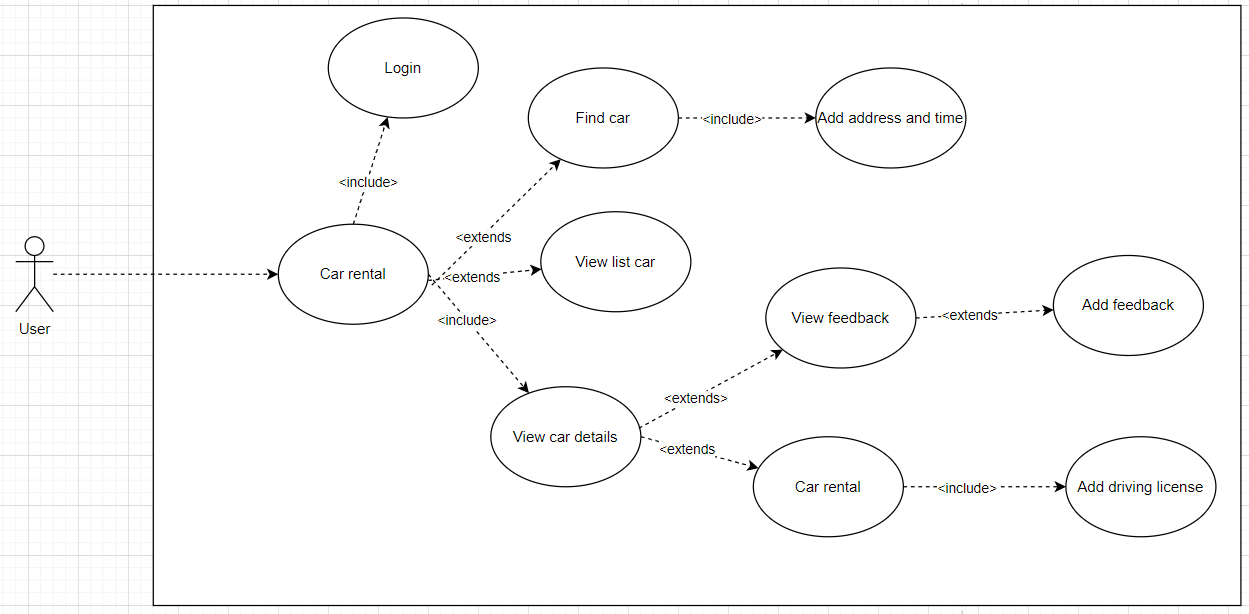 Login
Find car
<include>
Add address and time
<include>
<extends
View list car
Car rental
<extends
<include>
User
View feedback
<extends
Add feedback
<extends>
View car details
<extends
Car rental
<include>
Add driving license